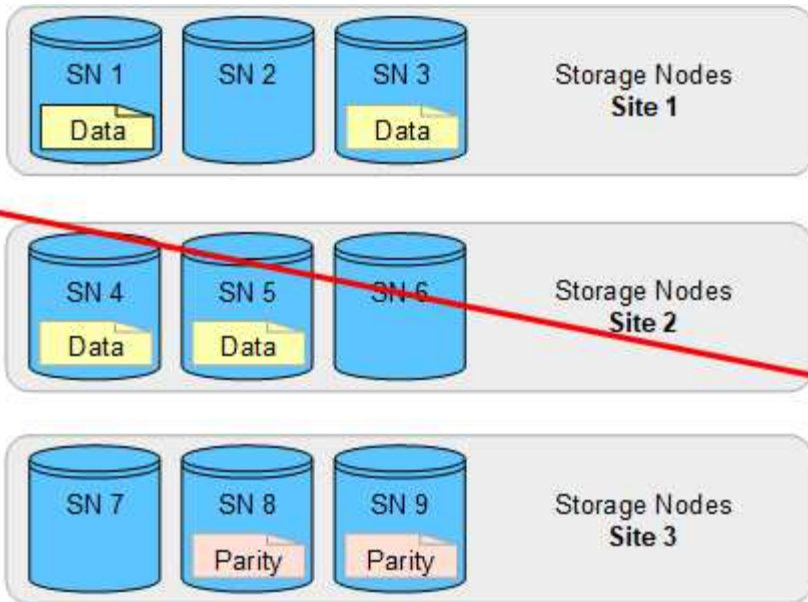 SN 1 SN 2 SN 3 Storage Nodes
Site 1
Data Data
SN 4 SN 5 SN 6 Storage Nodes
Site 2
Data Data
SN 7 SN 8 SN 9 Storage Nodes
Site 3
Parity Parity